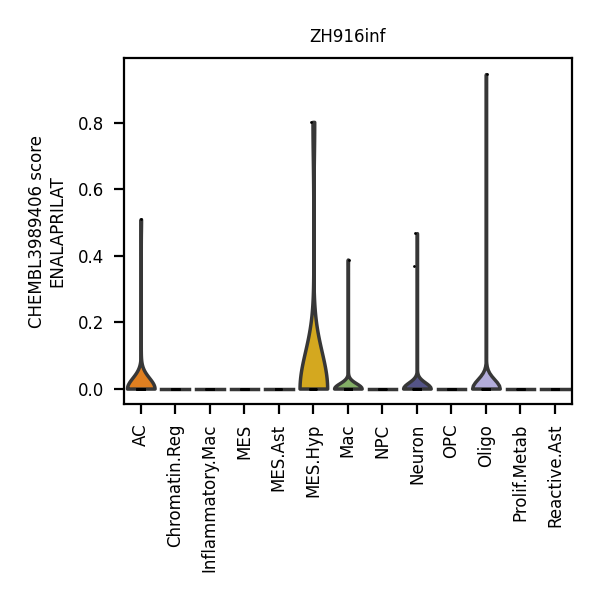 ZH916inf
CHEMBL3989406 score
ENALAPRILAT
0.8
0.6
0.4
0.2
0.0
AC
Chromatin.Reg
Inflammatory.Mac
MES
MES.Ast
MES.Hyp
Mac
NPC
Neuron
OPC
Oligo
Prolif.Metab
Reactive.Ast